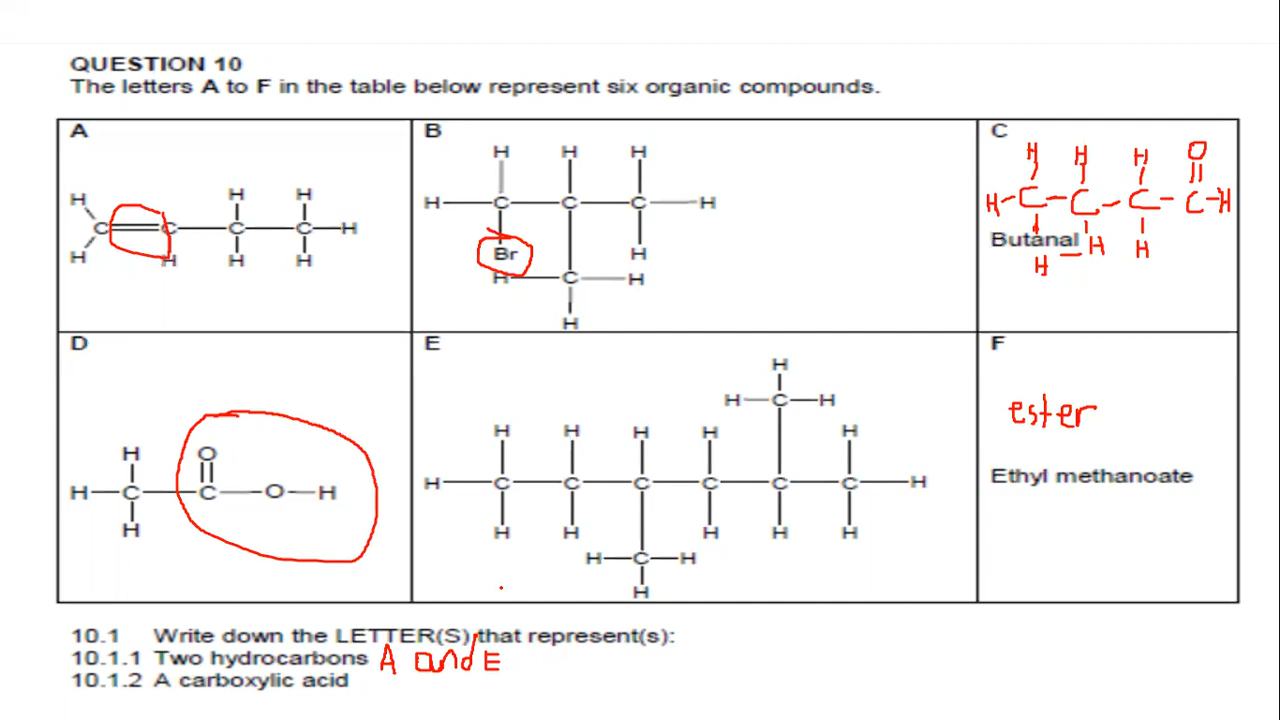 QUESTION 10
The letters A to F in the table below represent six organic compounds.
A
H
H
C
C
H
H
C
H
H
C
H
H
B
H
H
H
H
C
C
C
H
Br
H
H
C
H
H
C
H
H
H
O
H
C
C
C
C
H
Butanal
H
H
H
D
H
O
H
C
C
O
H
H
E
H
H
C
H
H
H
H
H
H
H
C
C
C
C
C
C
H
H
H
H
H
H
H
C
H
H
F
ester
Ethyl methanoate
10.1 Write down the LETTER(S) that represent(s):
10.1.1 Two hydrocarbons A and E
10.1.2 A carboxylic acid